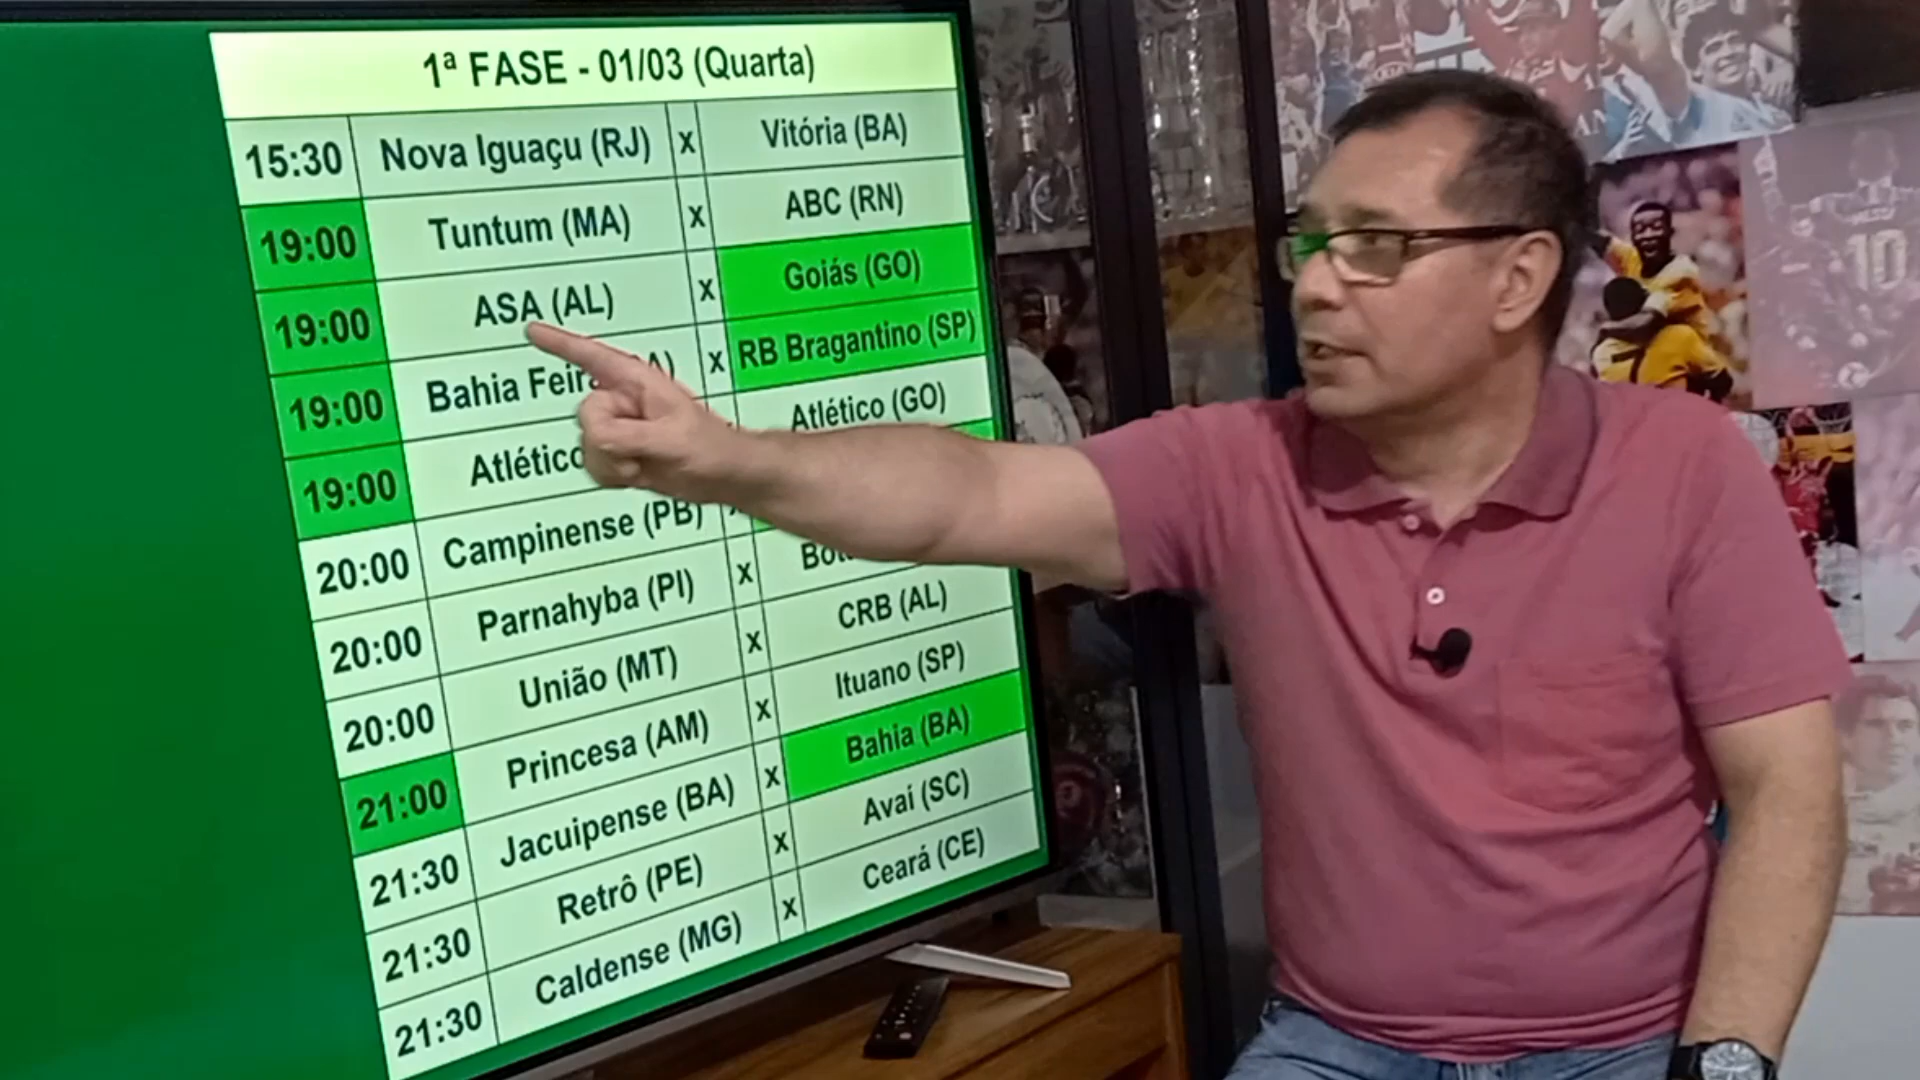 1ª FASE - 01/03 (Quarta)
15:30 Nova Iguaçu (RJ) x Vitória (BA)
19:00 Tuntum (MA) x ABC (RN)
19:00 ASA (AL) x Goiás (GO)
19:00 Bahia x RB Bragantino (SP)
19:00 Atlético Atlético (GO)
20:00 Campinense (PB)
20:00 Parnahyba (PI) x
20:00 União (MT) x CRB (AL)
21:00 Princesa (AM) x Ituano (SP)
21:30 Jacuipense (BA) x Bahia (BA)
21:30 Retrô (PE) x Avaí (SC)
21:30 Caldense (MG) x Ceará (CE)
10